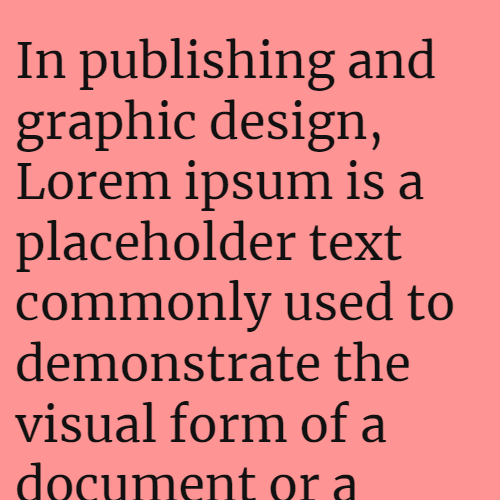 In publishing and
graphic design,
Lorem ipsum is a
placeholder text
commonly used to
demonstrate the
visual form of a
document or a